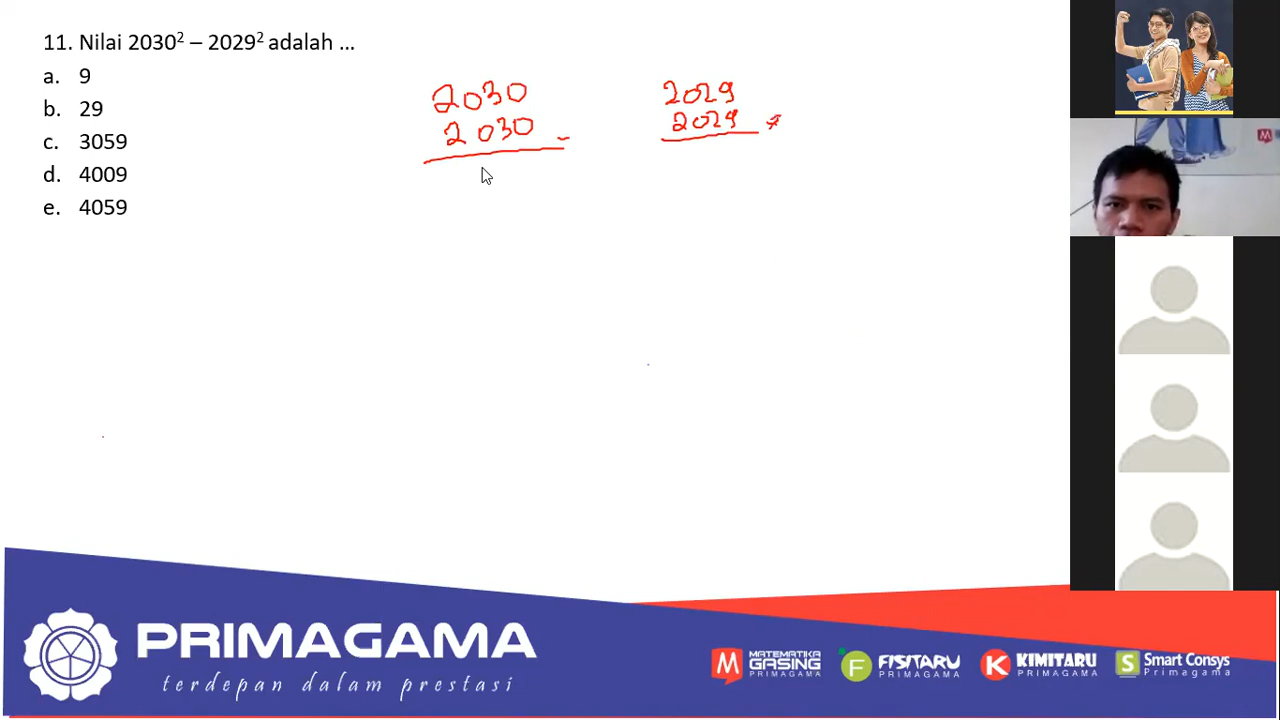 11. Nilai 2030² – 2029² adalah ...
a. 9
b. 29
c. 3059
d. 4009
e. 4059
2030
2030 -
2029
2029 *
PRIMAGAMA
terdepan dalam prestasi
M MATEMATIKA GASING PRIMAGAMA
F FISITARU PRIMAGAMA
K KIMITARU PRIMAGAMA
S Smart Consys Primagama